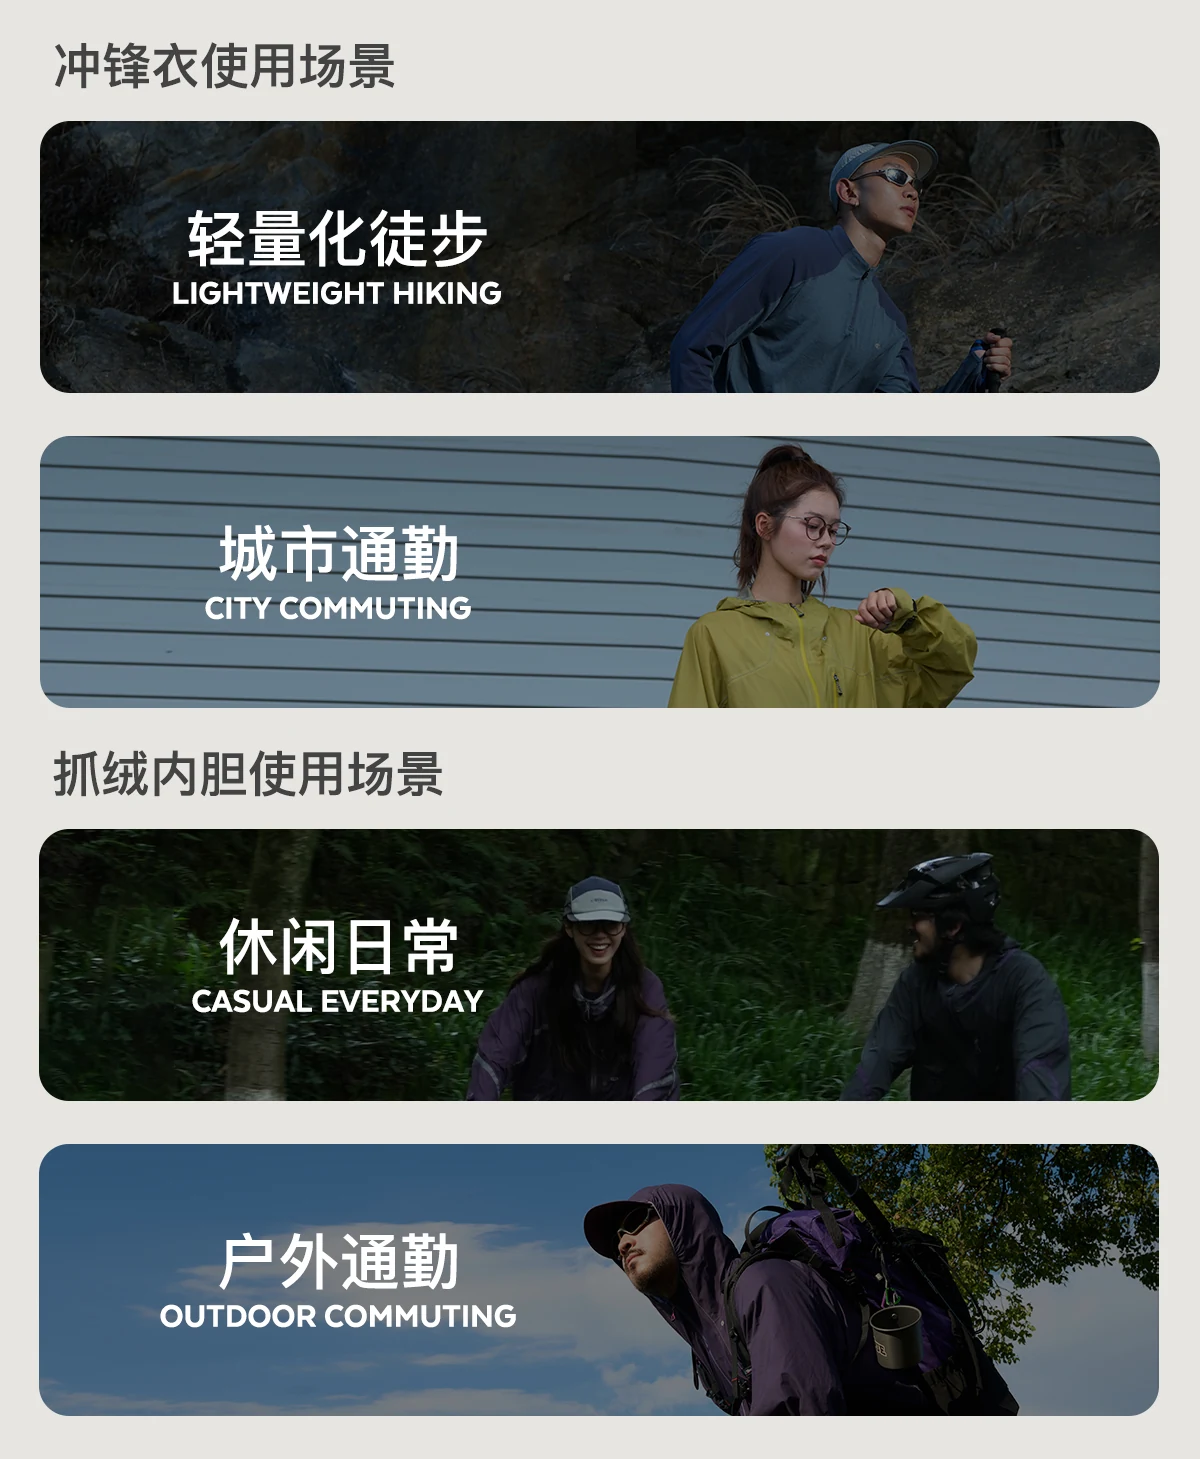 冲锋衣使用场景
轻量化徒步
LIGHTWEIGHT HIKING
城市通勤
CITY COMMUTING
抓绒内胆使用场景
休闲日常
CASUAL EVERYDAY
户外通勤
OUTDOOR COMMUTING